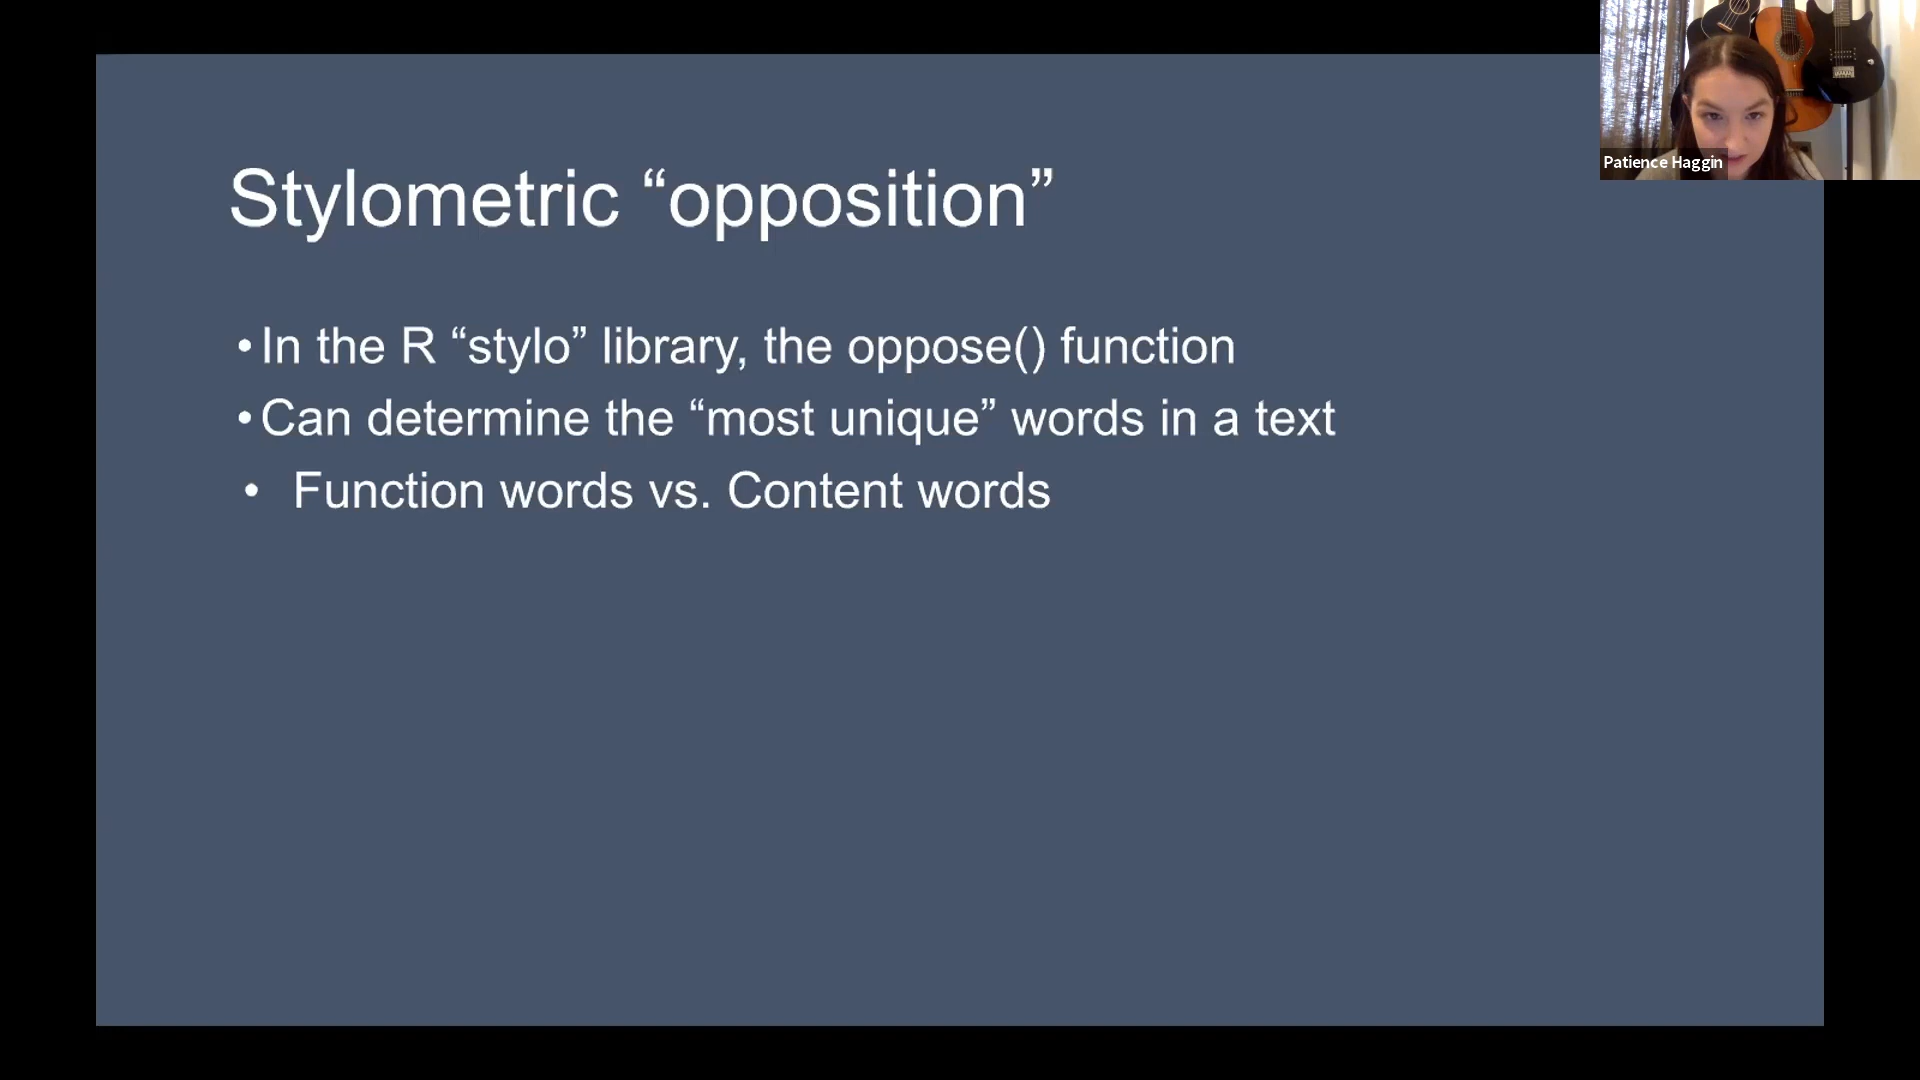 Stylometric “opposition”
• In the R “stylo” library, the oppose() function
• Can determine the “most unique” words in a text
• Function words vs. Content words
Patience Haggin